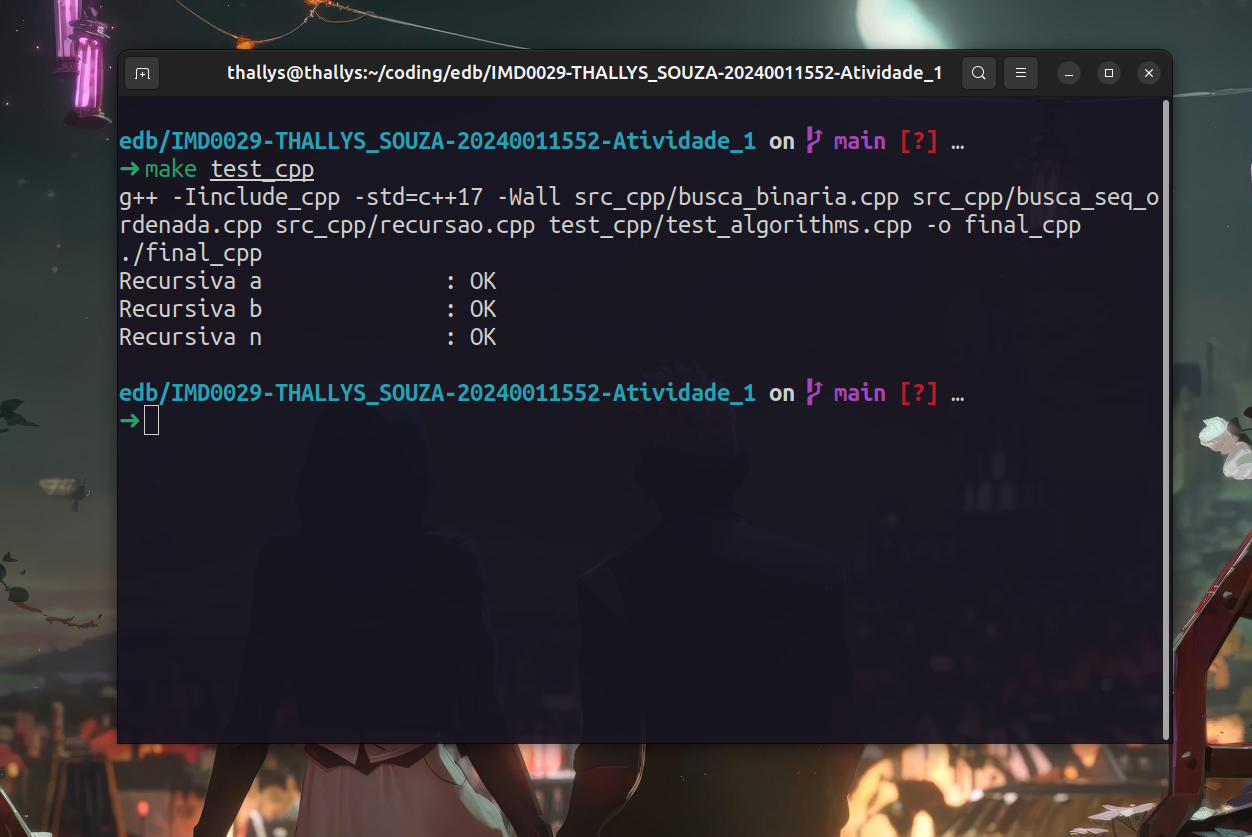 thallys@thallys:~/coding/edb/IMD0029-THALLYS_SOUZA-20240011552-Atividade_1
edb/IMD0029-THALLYS_SOUZA-20240011552-Atividade_1 on main [?] …
➜ make test_cpp
g++ -Iinclude_cpp -std=c++17 -Wall src_cpp/busca_binaria.cpp src_cpp/busca_seq_o
rdenada.cpp src_cpp/recursao.cpp test_cpp/test_algorithms.cpp -o final_cpp
./final_cpp
Recursiva a              : OK
Recursiva b              : OK
Recursiva n              : OK
edb/IMD0029-THALLYS_SOUZA-20240011552-Atividade_1 on main [?] …
➜